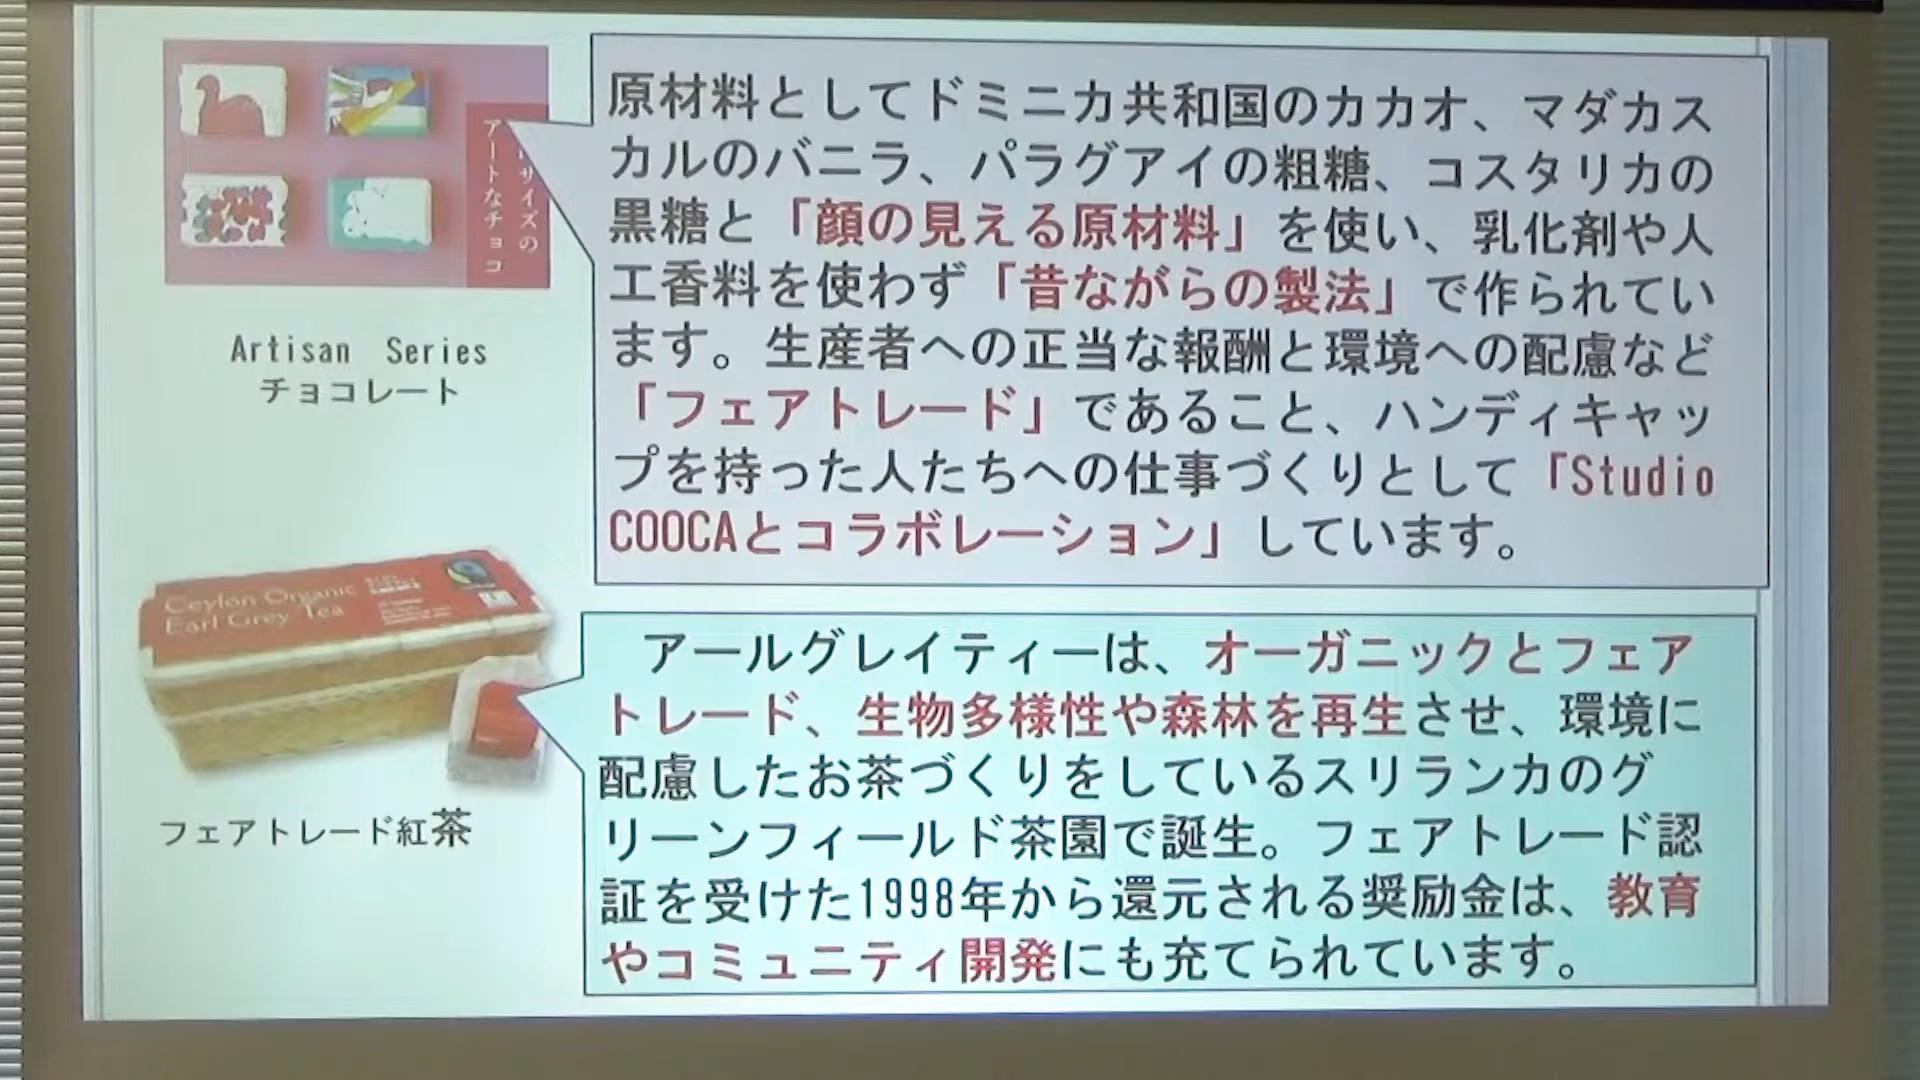 サイズの
アートなチョコ
Artisan Series
チョコレート
原材料としてドミニカ共和国のカカオ、マダカス
カルのバニラ、パラグアイの粗糖、コスタリカの
黒糖と「顔の見える原材料」を使い、乳化剤や人
工香料を使わず「昔ながらの製法」で作られてい
ます。生産者への正当な報酬と環境への配慮など
「フェアトレード」であること、ハンディキャッ
プを持った人たちへの仕事づくりとして「Studio
COOCAとコラボレーション」しています。
Ceylon Organic
Earl Grey Tea
フェアトレード紅茶
アールグレイティーは、オーガニックとフェア
トレード、生物多様性や森林を再生させ、環境に
配慮したお茶づくりをしているスリランカのグ
リーンフィールド茶園で誕生。フェアトレード認
証を受けた1998年から還元される奨励金は、教育
やコミュニティ開発にも充てられています。